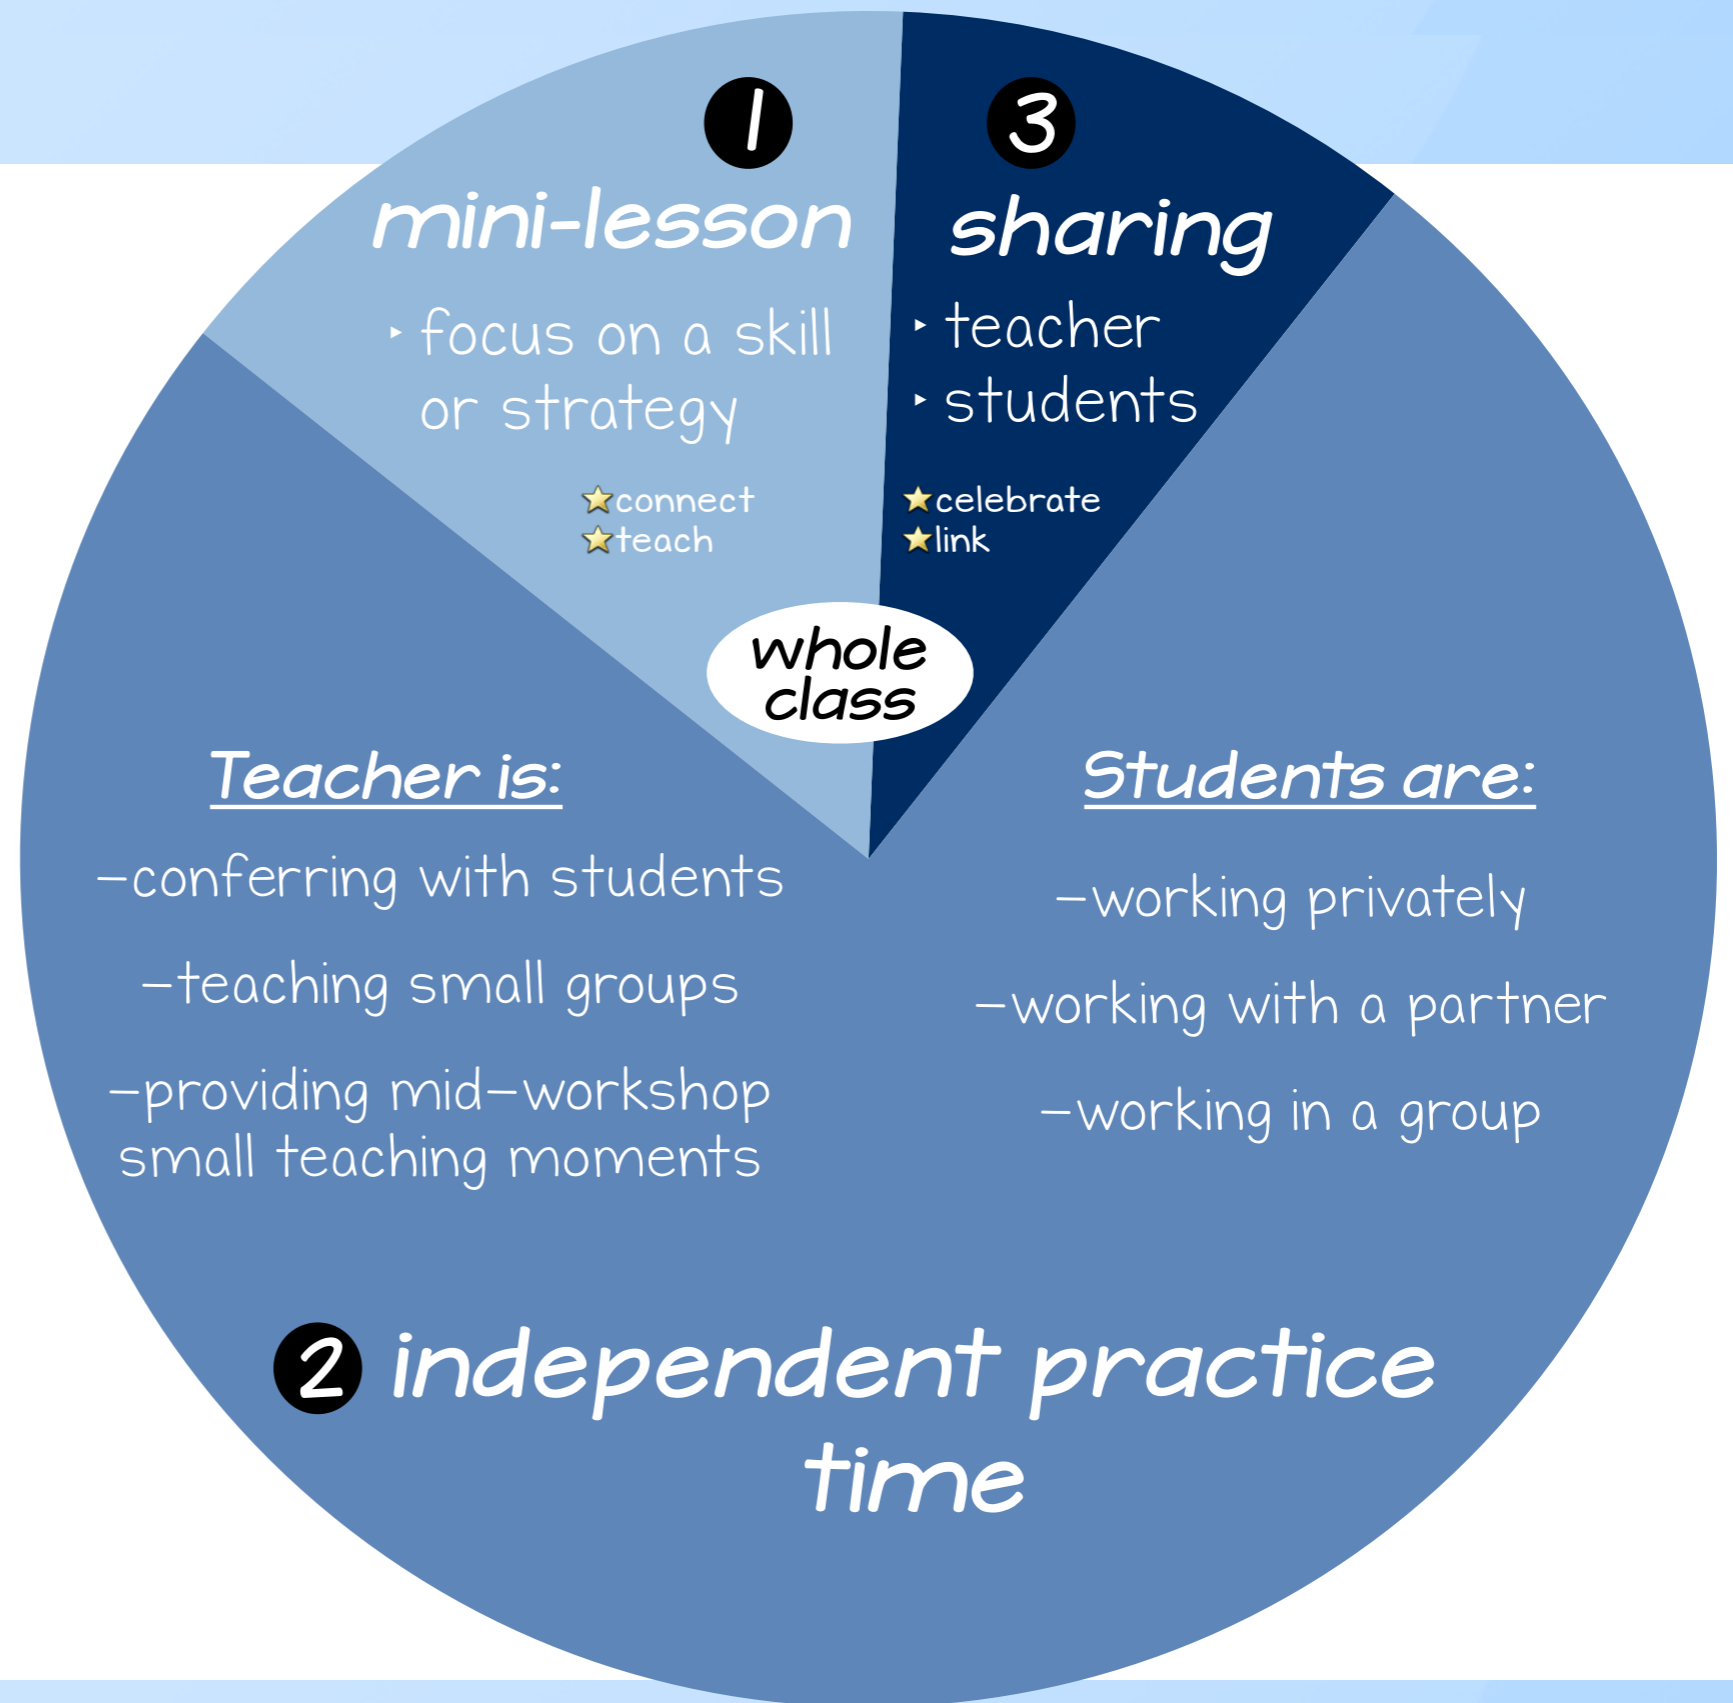 1
mini-lesson
‣ focus on a skill
or strategy
⭐connect
⭐teach
3
sharing
‣ teacher
‣ students
⭐celebrate
⭐link
whole
class
Teacher is:
-conferring with students
-teaching small groups
-providing mid-workshop
small teaching moments
Students are:
-working privately
-working with a partner
-working in a group
2 independent practice
time